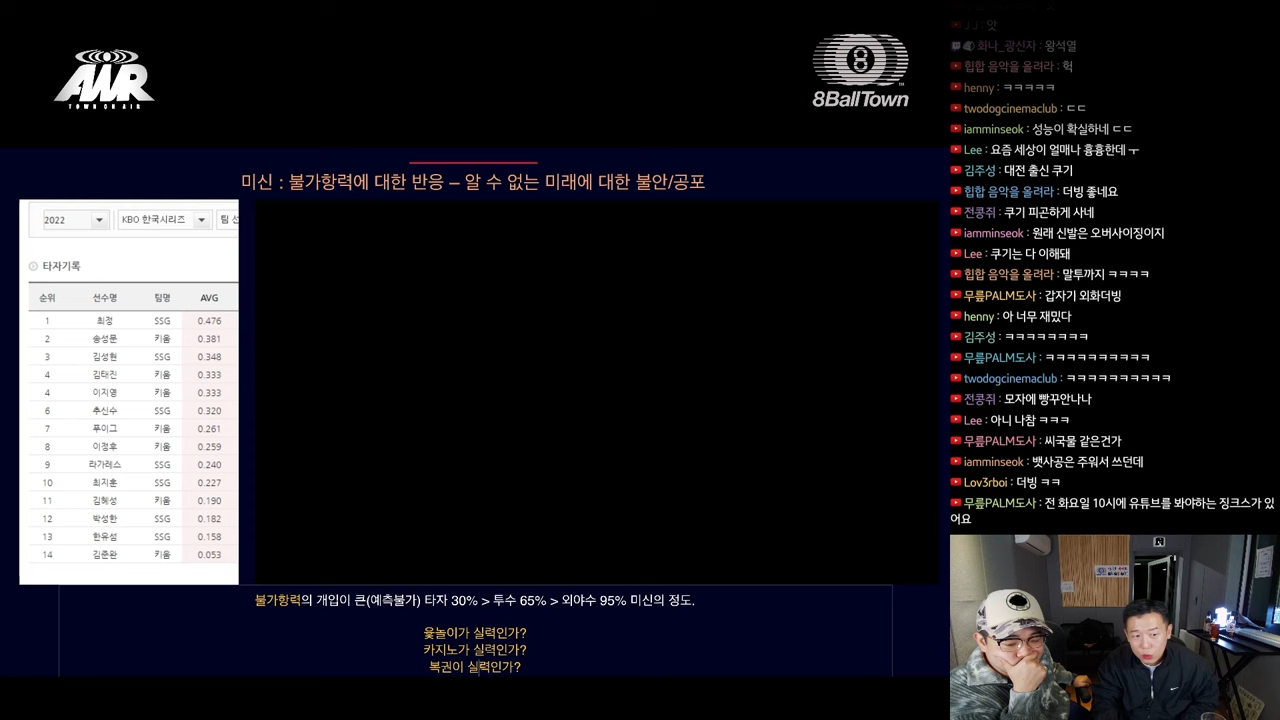 AWR
TOWN ON AIR
8
8BallTown
미신 : 불가항력에 대한 반응 – 알 수 없는 미래에 대한 불안/공포
2022 KBO 한국시리즈 팀 선
타자기록
순위 선수명 팀명 AVG
1 최정 SSG 0.476
2 송성문 키움 0.381
3 김성현 SSG 0.348
4 김태진 키움 0.333
4 이지영 키움 0.333
6 추신수 SSG 0.320
7 푸이그 키움 0.261
8 이정후 키움 0.259
9 라가레스 SSG 0.240
10 최지훈 SSG 0.227
11 김혜성 키움 0.190
12 박성한 SSG 0.182
13 한유섬 SSG 0.158
14 김준완 키움 0.053
불가항력의 개입이 큰(예측불가) 타자 30% > 투수 65% > 외야수 95% 미신의 정도.
윷놀이가 실력인가?
카지노가 실력인가?
복권이 실력인가?
J J : 앗
화나_광신자 : 왕석열
힙합 음악을 올려라 : 헉
henny : ㅋㅋㅋㅋㅋ
twodogcinemaclub : ㄷㄷ
iamminseok : 성능이 확실하네 ㄷㄷ
Lee : 요즘 세상이 얼매나 흉흉한데 ㅜ
김주성 : 대전 출신 쿠기
힙합 음악을 올려라 : 더빙 좋네요
전콩쥐 : 쿠기 피곤하게 사네
iamminseok : 원래 신발은 오버사이징이지
Lee : 쿠기는 다 이해돼
힙합 음악을 올려라 : 말투까지 ㅋㅋㅋㅋ
무릎PALM도사 : 갑자기 외화더빙
henny : 아 너무 재밌다
김주성 : ㅋㅋㅋㅋㅋㅋㅋㅋ
무릎PALM도사 : ㅋㅋㅋㅋㅋㅋㅋㅋㅋㅋ
twodogcinemaclub : ㅋㅋㅋㅋㅋㅋㅋㅋㅋㅋ
전콩쥐 : 모자에 빵꾸안나나
Lee : 아니 나참 ㅋㅋㅋ
무릎PALM도사 : 씨국물 같은건가
iamminseok : 뱃사공은 주워서 쓰던데
Lov3rboi : 더빙 ㅋㅋ
무릎PALM도사 : 전 화요일 10시에 유튜브를 봐야하는 징크스가 있
어요